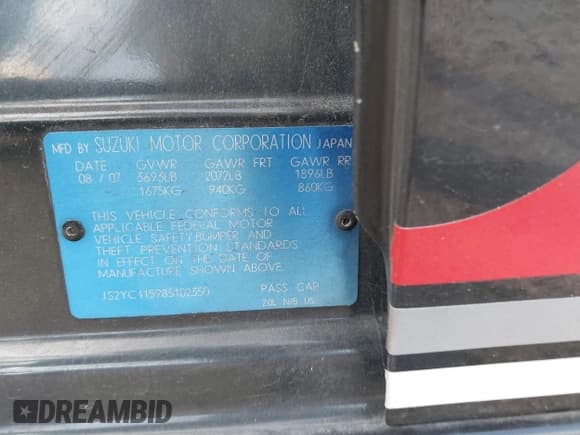 MFD BY SUZUKI MOTOR CORPORATION JAPAN
DATE GVWR GAWR FRT GAWR RR
08 / 07 3693LB 2072LB 1896LB
1675KG 940KG 860KG
THIS VEHICLE CONFORMS TO ALL
APPLICABLE FEDERAL MOTOR
VEHICLE SAFETY,BUMPER AND
THEFT PREVENTION STANDARDS
IN EFFECT ON THE DATE OF
MANUFACTURE SHOWN ABOVE.
PASS CAR
2.0L N/B US
DREAMBID